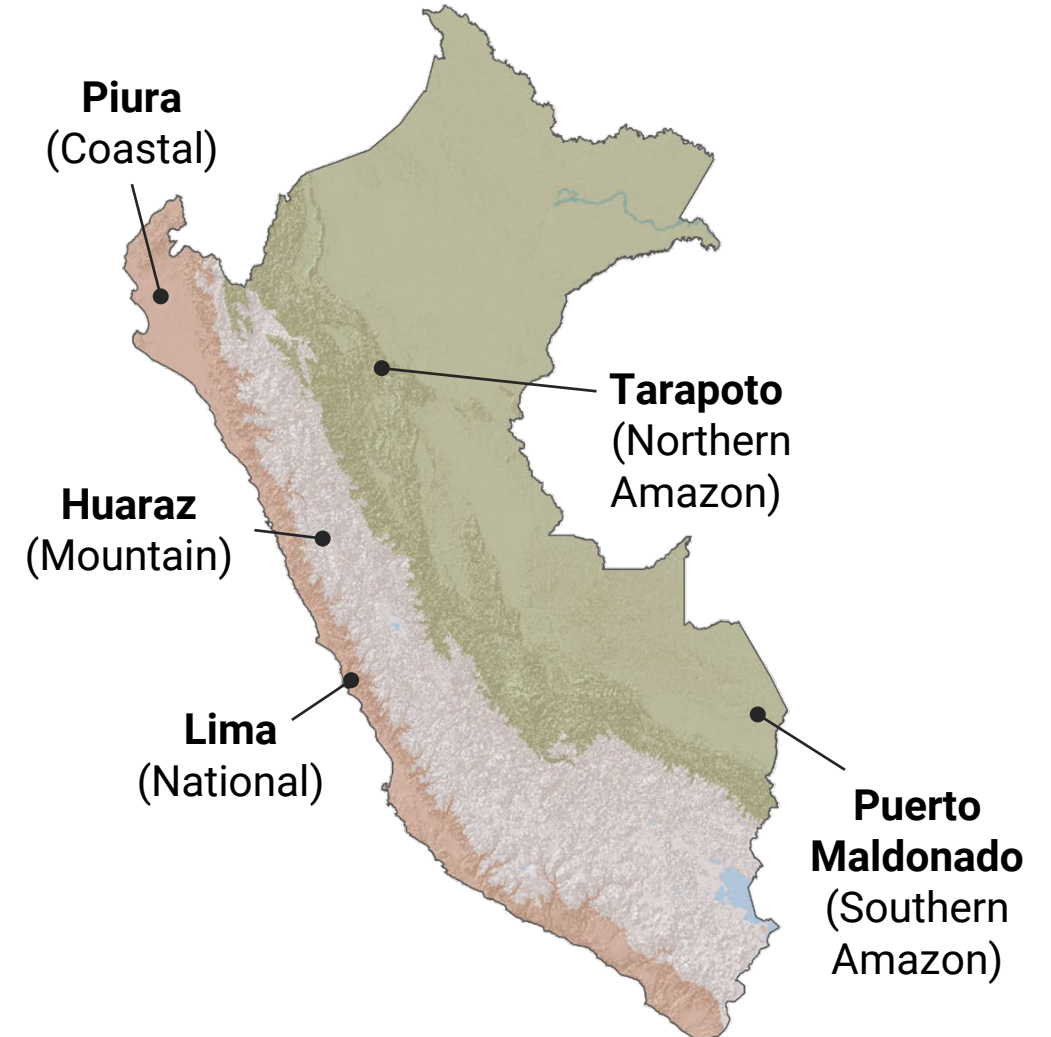 Piura
(Coastal)
Tarapoto
(Northern
Amazon)
Huaraz
(Mountain)
Lima
(National)
Puerto
Maldonado
(Southern
Amazon)